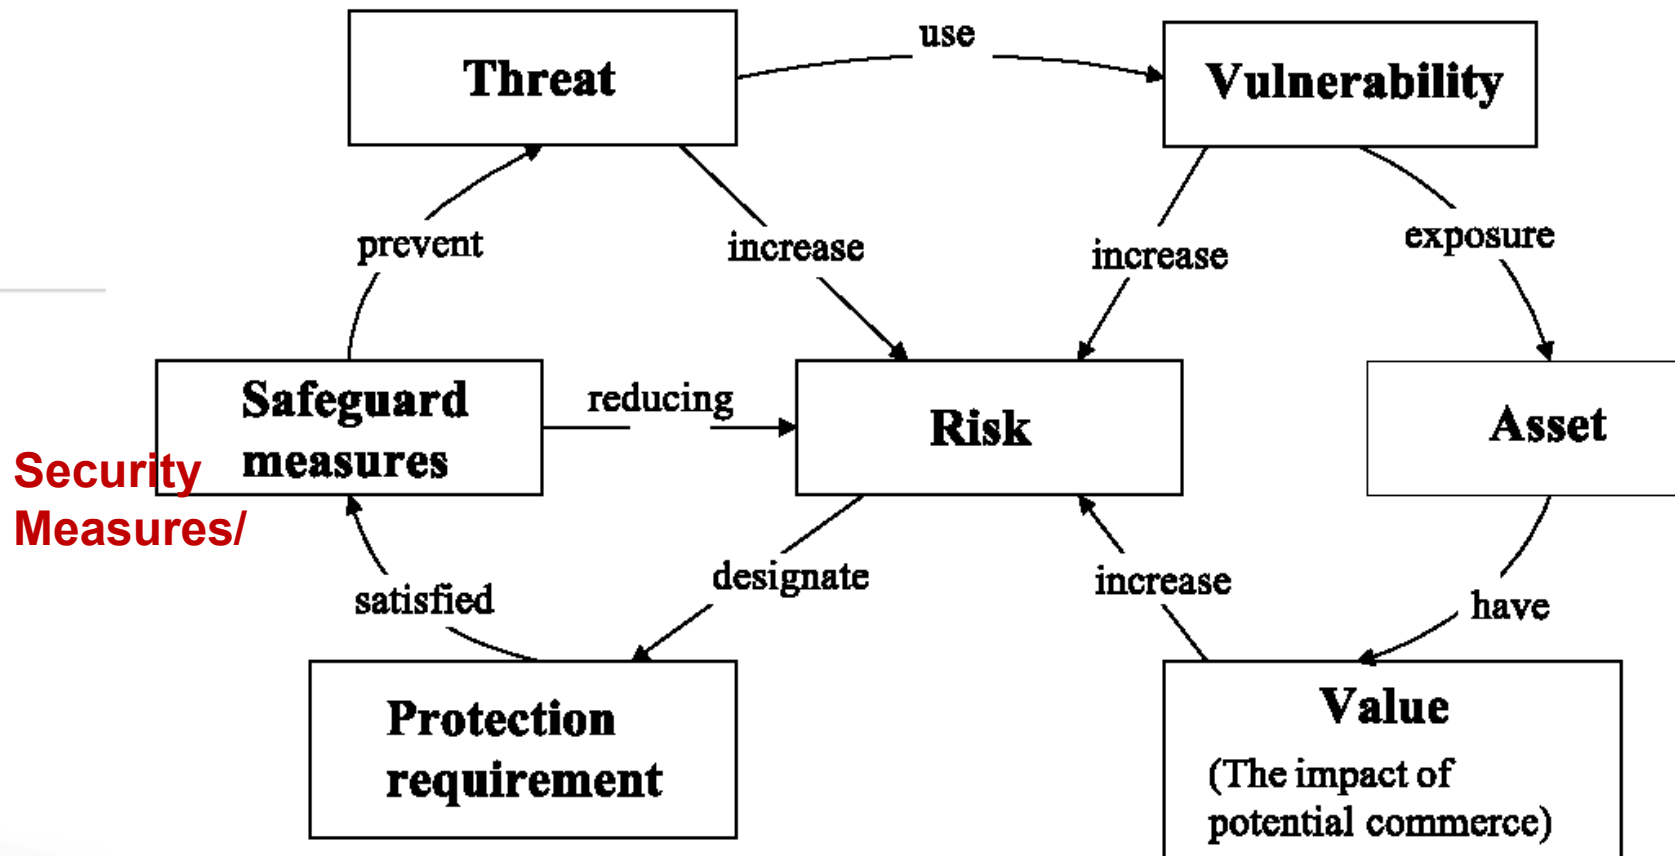 use
Threat
Vulnerability
prevent
increase
increase
exposure
Safeguard
measures
reducing
Risk
Asset
Security
Measures/
satisfied
designate
increase
have
Protection
requirement
Value
(The impact of
potential commerce)